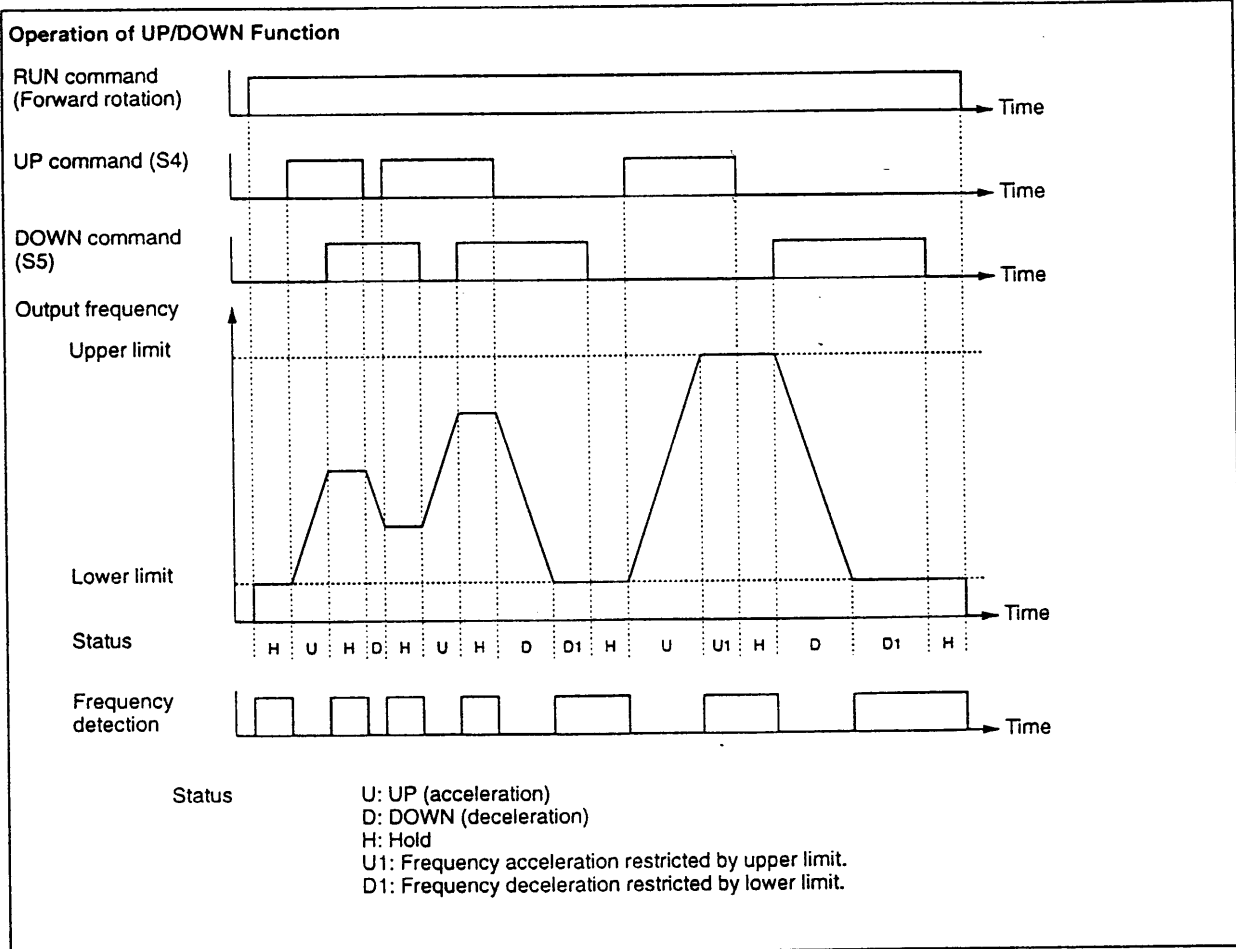 Operation of UP/DOWN Function
RUN command
(Forward rotation)
Time
UP command (S4)
Time
DOWN command
(S5)
Time
Output frequency
Upper limit
Lower limit
Time
Status
H U H D H U H D D1 H U U1 H D D1 H
Frequency
detection
Time
Status
U: UP (acceleration)
D: DOWN (deceleration)
H: Hold
U1: Frequency acceleration restricted by upper limit.
D1: Frequency deceleration restricted by lower limit.